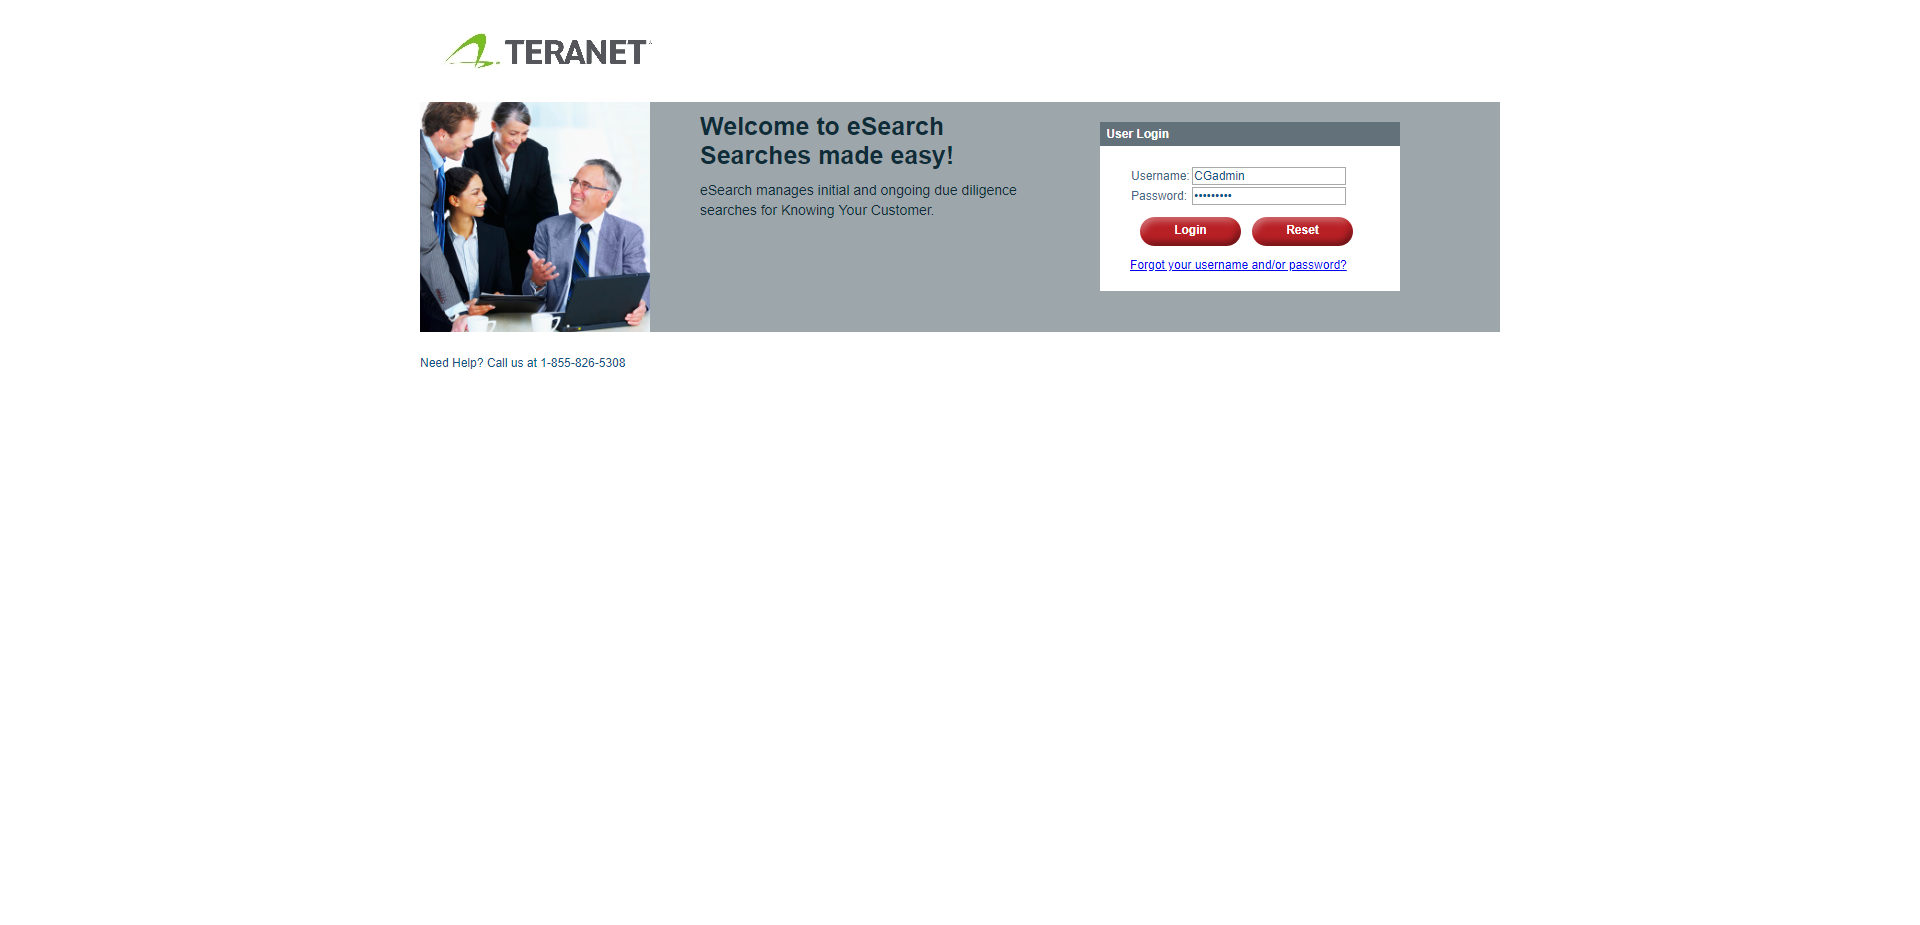 TERANET
Welcome to eSearch
Searches made easy!
eSearch manages initial and ongoing due diligence
searches for Knowing Your Customer.
User Login
Username: CGadmin
Password: •••••••••
Login Reset
Forgot your username and/or password?
Need Help? Call us at 1-855-826-5308